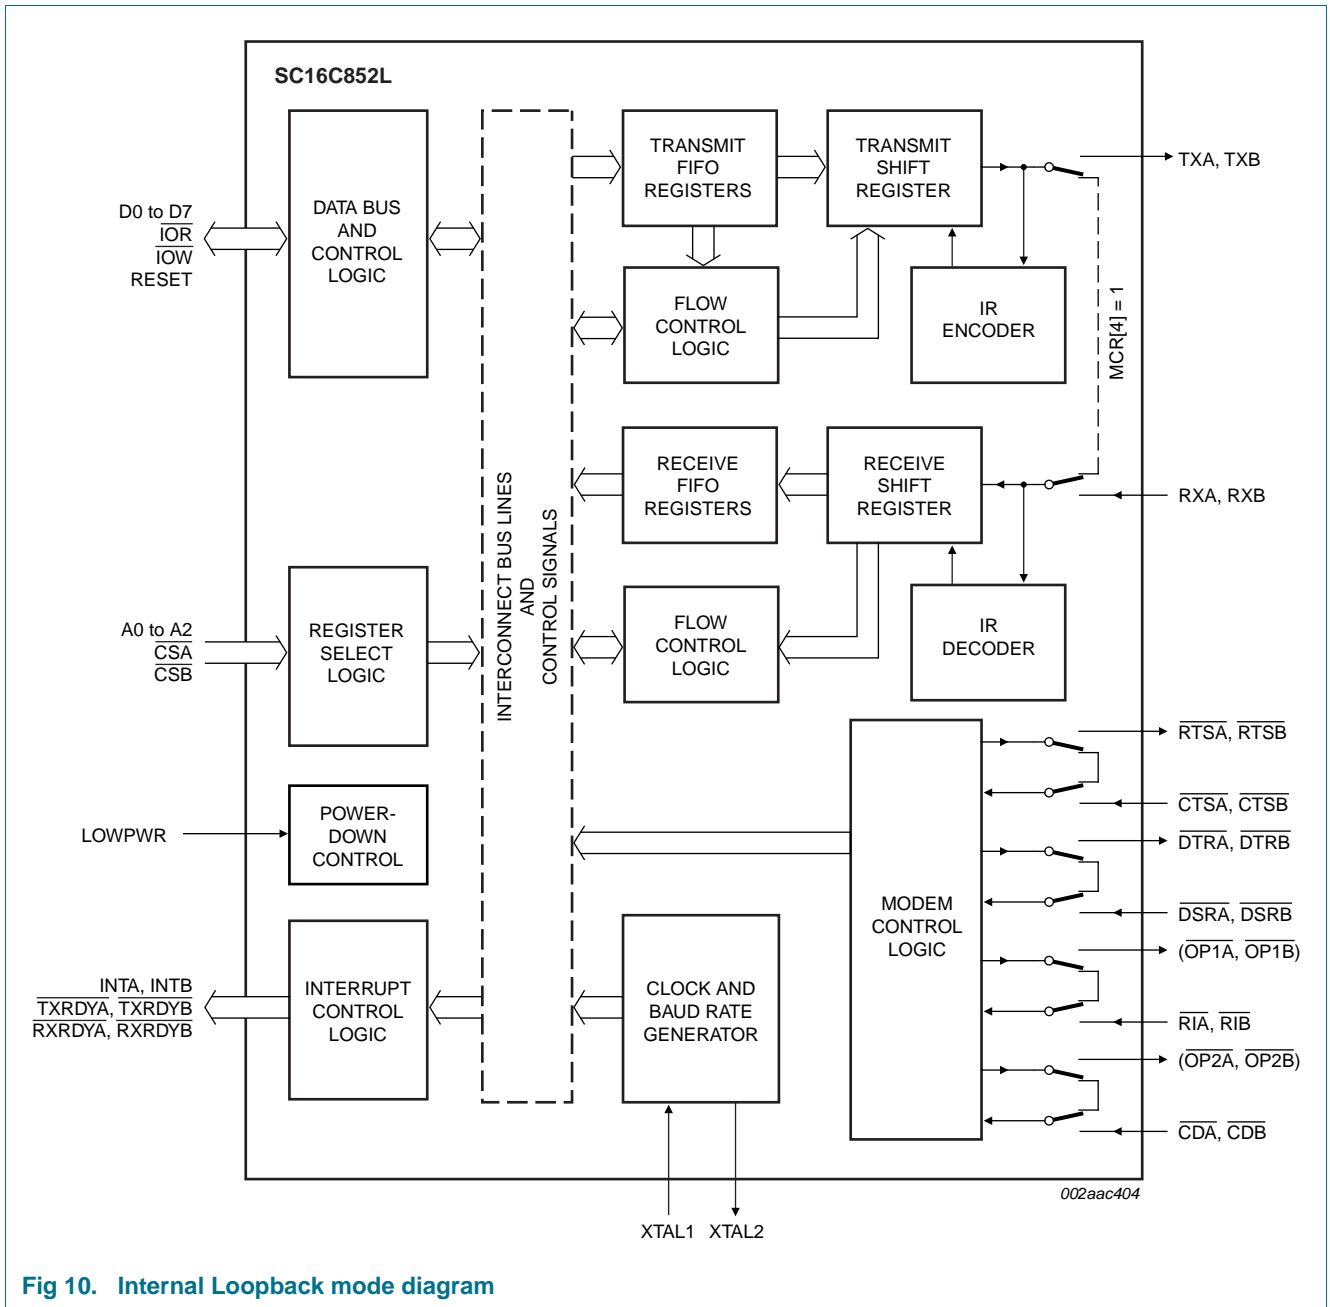 SC16C852L
D0 to D7
IOR
IOW
RESET
DATA BUS
AND
CONTROL
LOGIC
TRANSMIT
FIFO
REGISTERS
TRANSMIT
SHIFT
REGISTER
TXA, TXB
FLOW
CONTROL
LOGIC
IR
ENCODER
MCR[4] = 1
INTERCONNECT BUS LINES
AND
CONTROL SIGNALS
RECEIVE
FIFO
REGISTERS
RECEIVE
SHIFT
REGISTER
RXA, RXB
A0 to A2
CSA
CSB
REGISTER
SELECT
LOGIC
FLOW
CONTROL
LOGIC
IR
DECODER
LOWPWR
POWER-
DOWN
CONTROL
MODEM
CONTROL
LOGIC
RTSA, RTSB
CTSA, CTSB
DTRA, DTRB
DSRA, DSRB
(OP1A, OP1B)
RIA, RIB
(OP2A, OP2B)
CDA, CDB
INTA, INTB
TXRDYA, TXRDYB
RXRDYA, RXRDYB
INTERRUPT
CONTROL
LOGIC
CLOCK AND
BAUD RATE
GENERATOR
XTAL1 XTAL2
002aac404
Fig 10. Internal Loopback mode diagram